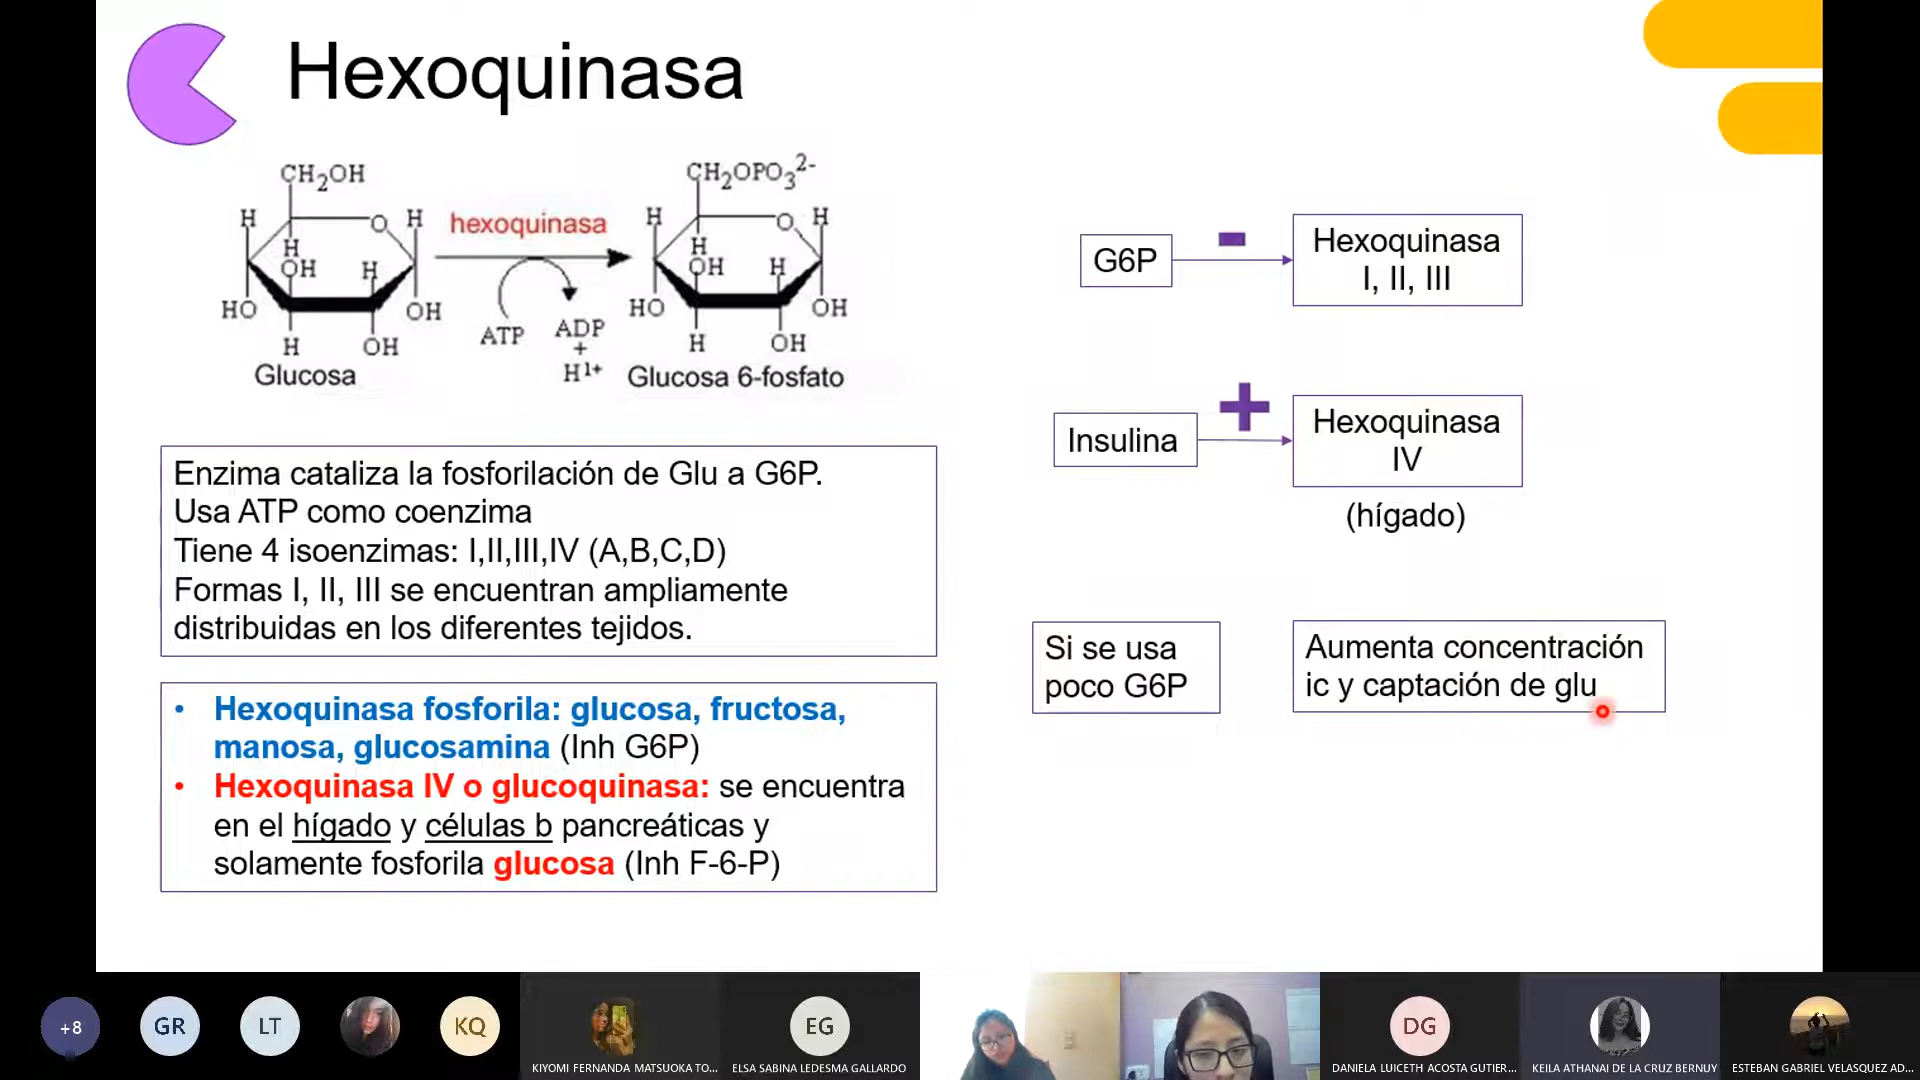 Hexoquinasa
CH2OH
H
O
H
H
OH
H
HO
OH
H
OH
Glucosa
hexoquinasa
ATP
ADP
+
H1+
CH2OPO32-
H
O
H
H
OH
H
HO
OH
H
OH
Glucosa 6-fosfato
Enzima cataliza la fosforilación de Glu a G6P.
Usa ATP como coenzima
Tiene 4 isoenzimas: I,II,III,IV (A,B,C,D)
Formas I, II, III se encuentran ampliamente
distribuidas en los diferentes tejidos.
• Hexoquinasa fosforila: glucosa, fructosa,
manosa, glucosamina (Inh G6P)
• Hexoquinasa IV o glucoquinasa: se encuentra
en el hígado y células b pancreáticas y
solamente fosforila glucosa (Inh F-6-P)
G6P
-
Hexoquinasa
I, II, III
Insulina
+
Hexoquinasa
IV
(hígado)
Si se usa
poco G6P
Aumenta concentración
ic y captación de glu
+8
GR
LT
KQ
KIYOMI FERNANDA MATSUOKA TO...
EG
ELSA SABINA LEDESMA GALLARDO
DG
DANIELA LUICETH ACOSTA GUTIER...
KEILA ATHANAI DE LA CRUZ BERNUY
ESTEBAN GABRIEL VELASQUEZ AD...